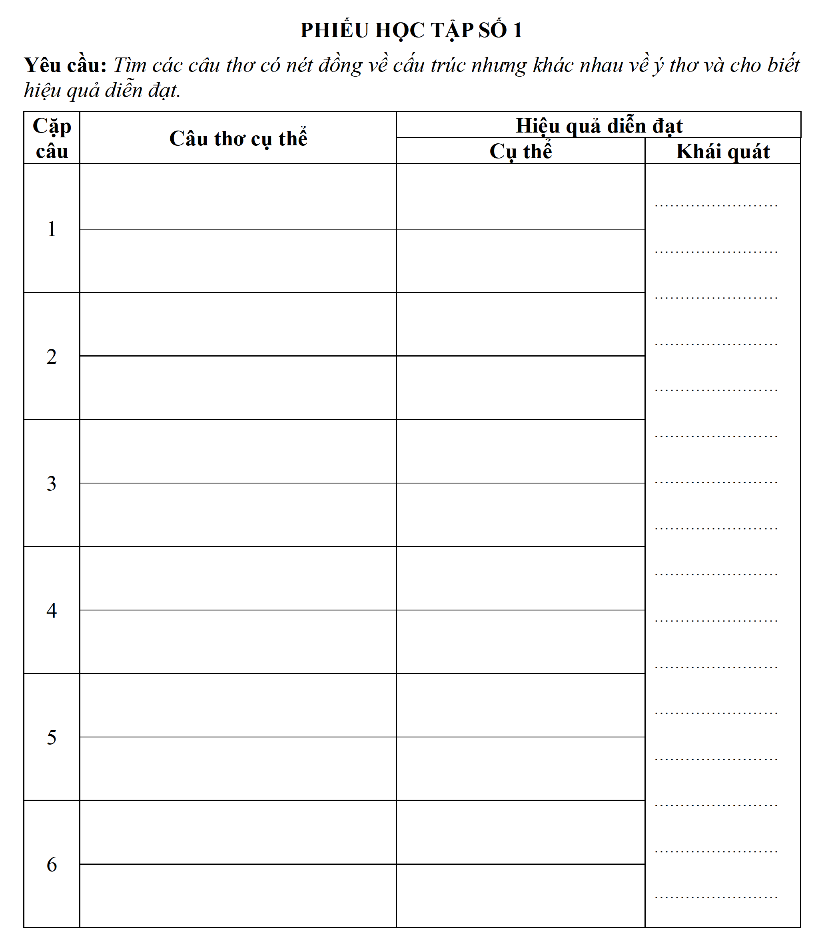 PHIẾU HỌC TẬP SỐ 1
Yêu cầu: Tìm các câu thơ có nét đồng về cấu trúc nhưng khác nhau về ý thơ và cho biết
hiệu quả diễn đạt.
Cặp câu
Câu thơ cụ thể
Hiệu quả diễn đạt
Cụ thể
Khái quát
1
2
3
4
5
6